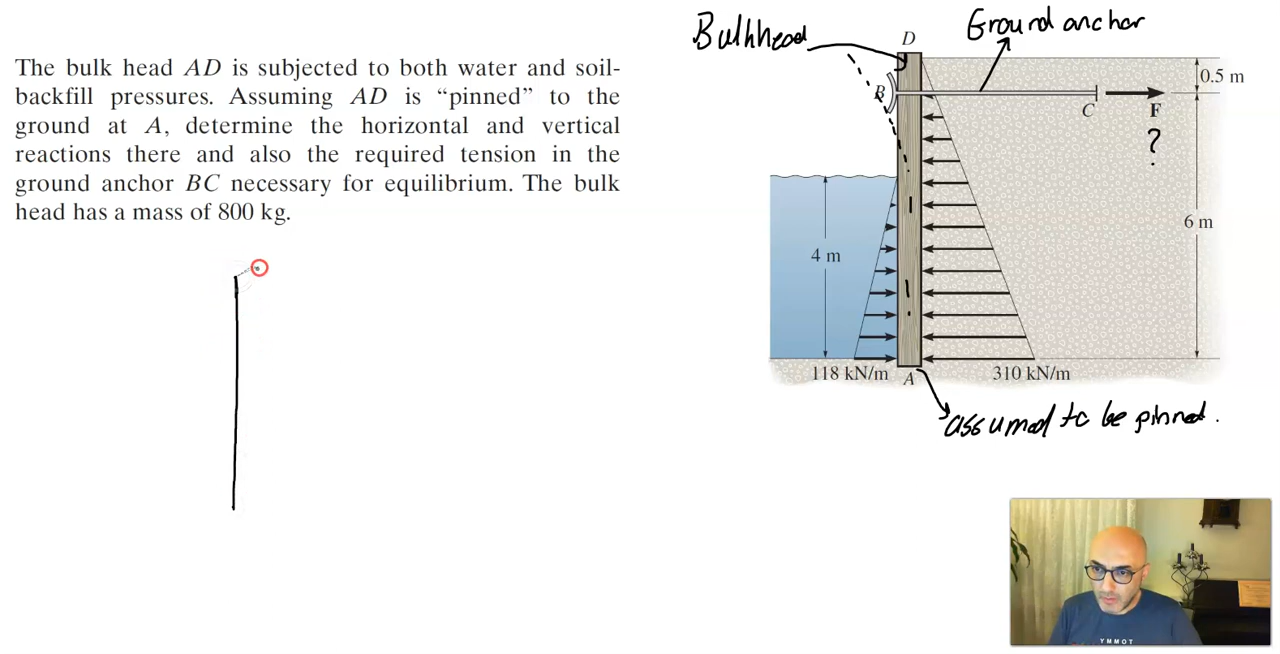 The bulk head AD is subjected to both water and soil-
backfill pressures. Assuming AD is “pinned” to the
ground at A, determine the horizontal and vertical
reactions there and also the required tension in the
ground anchor BC necessary for equilibrium. The bulk
head has a mass of 800 kg.
Bulkhead
Ground anchor
D
0.5 m
B
C
F
?
6 m
4 m
118 kN/m
A
310 kN/m
assumed to be pinned.
YMMOT